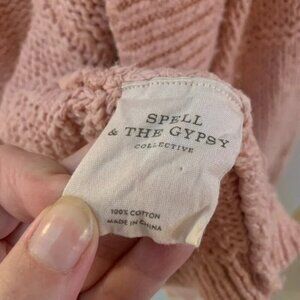 SPELL
& THE GYPSY
COLLECTIVE
100% COTTON
MADE IN CHINA